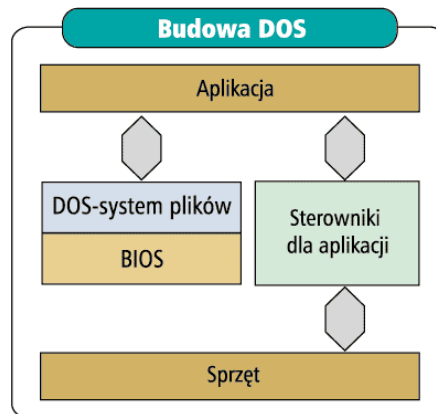 Budowa DOS
Aplikacja
DOS-system plików
BIOS
Sterowniki
dla aplikacji
Sprzęt